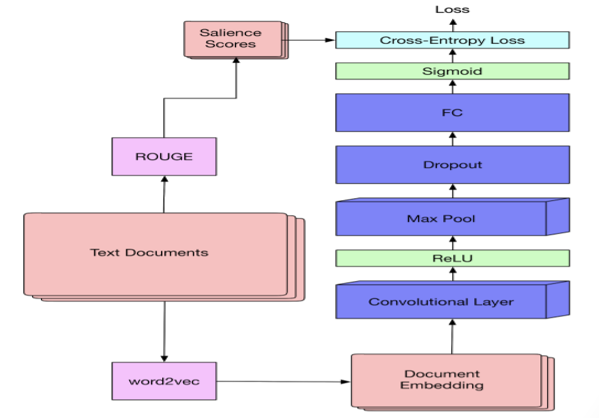 Loss
Salience
Scores
Cross-Entropy Loss
Sigmoid
FC
ROUGE
Dropout
Max Pool
Text Documents
ReLU
Convolutional Layer
word2vec
Document
Embedding